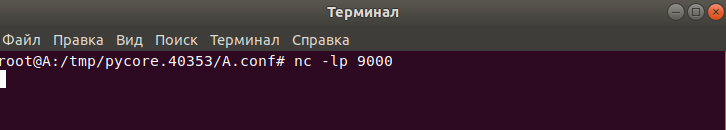 Терминал
Файл Правка Вид Поиск Терминал Справка
root@A:/tmp/pycore.40353/A.conf# nc -lp 9000